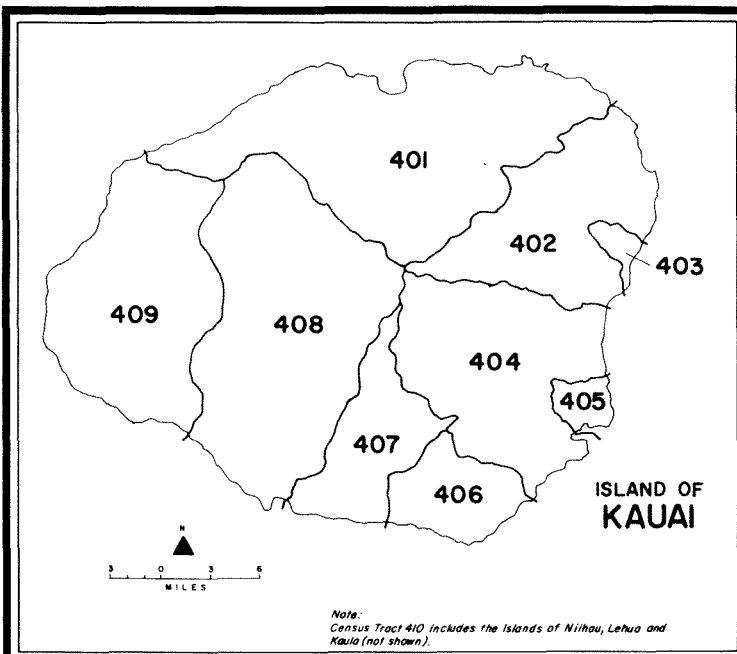 401
402
403
409
408
404
405
407
406
ISLAND OF
KAUAI
N
3 0 3 6
MILES
Note:
Census Tract 410 includes the Islands of Niihau, Lehua and
Kaula (not shown).